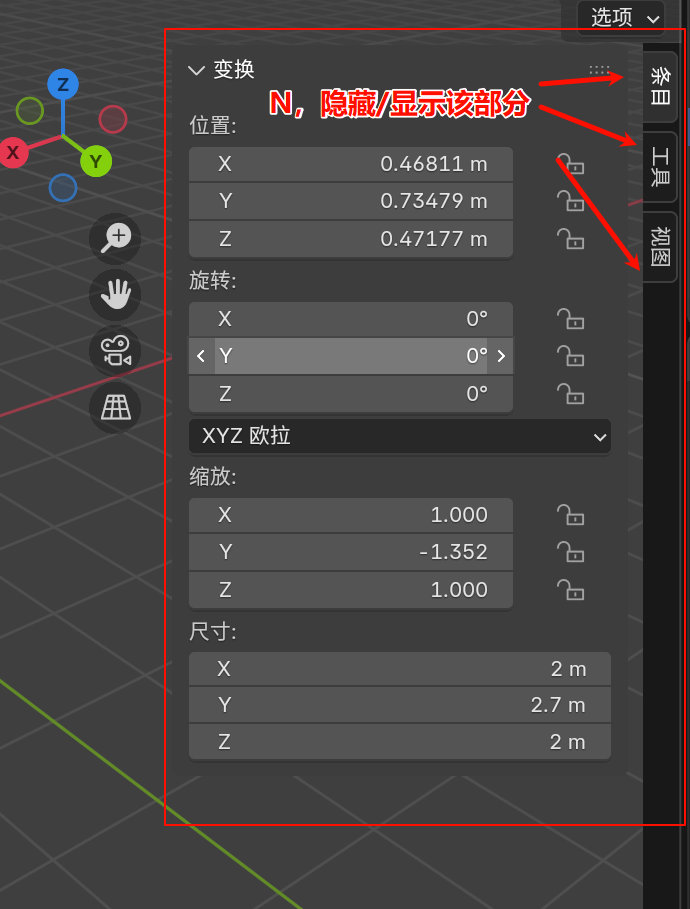 选项
变换
N，隐藏/显示该部分
条目
工具
视图
Z
X
Y
位置:
X 0.46811 m
Y 0.73479 m
Z 0.47177 m
旋转:
X 0°
Y 0°
Z 0°
XYZ 欧拉
缩放:
X 1.000
Y -1.352
Z 1.000
尺寸:
X 2 m
Y 2.7 m
Z 2 m